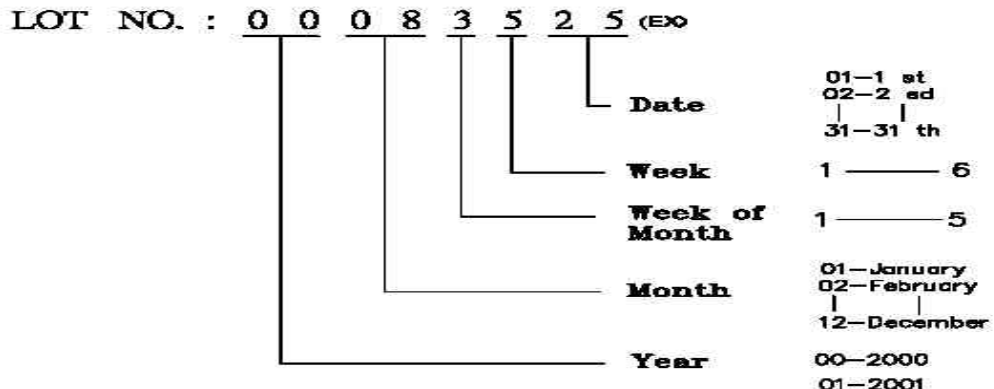 LOT NO. : 0 0 0 8 3 5 2 5 (EX)
Date
01-1 st
02-2 ed
31-31 th
Week 1 6
Week of Month 1 5
Month
01-January
02-February
12-December
Year
00-2000
01-2001